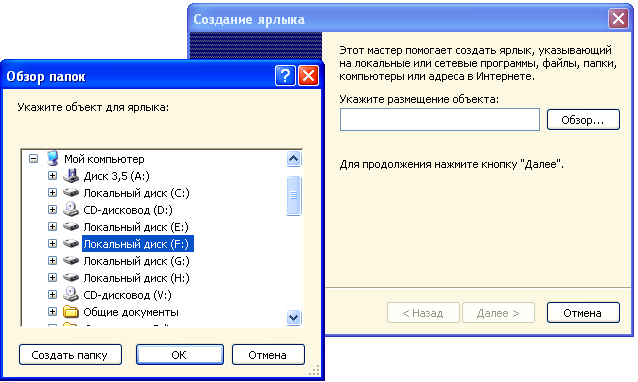 Создание ярлыка
Этот мастер помогает создать ярлык, указывающий
на локальные или сетевые программы, файлы, папки,
компьютеры или адреса в Интернете.
Укажите размещение объекта:
Обзор...
Для продолжения нажмите кнопку "Далее".
< Назад
Далее >
Отмена
Обзор папок
Укажите объект для ярлыка:
Мой компьютер
Диск 3,5 (A:)
Локальный диск (C:)
CD-дисковод (D:)
Локальный диск (E:)
Локальный диск (F:)
Локальный диск (G:)
Локальный диск (H:)
CD-дисковод (V:)
Общие документы
Создать папку
OK
Отмена